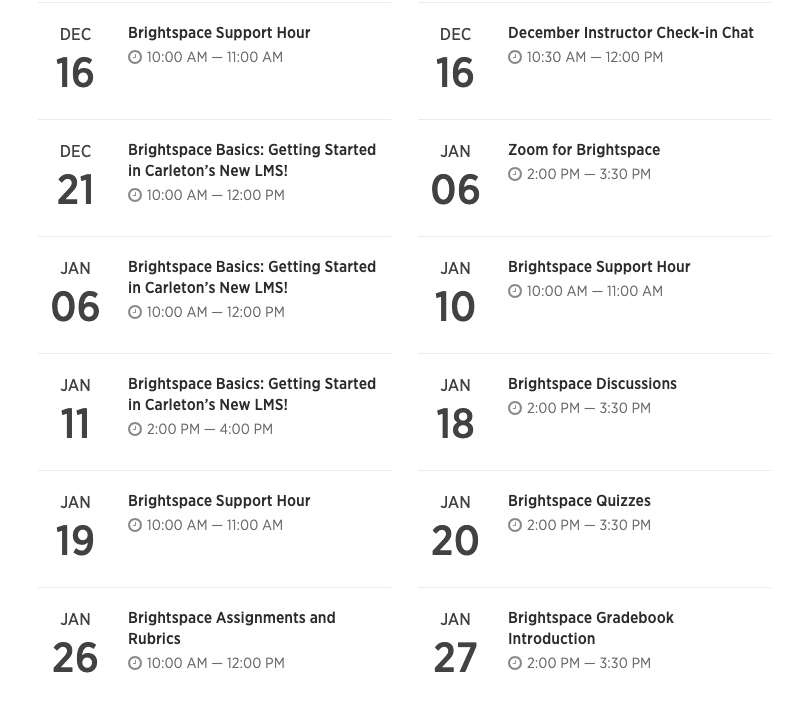 DEC
16
Brightspace Support Hour
10:00 AM — 11:00 AM
DEC
16
December Instructor Check-in Chat
10:30 AM — 12:00 PM
DEC
21
Brightspace Basics: Getting Started
in Carleton’s New LMS!
10:00 AM — 12:00 PM
JAN
06
Zoom for Brightspace
2:00 PM — 3:30 PM
JAN
06
Brightspace Basics: Getting Started
in Carleton’s New LMS!
10:00 AM — 12:00 PM
JAN
10
Brightspace Support Hour
10:00 AM — 11:00 AM
JAN
11
Brightspace Basics: Getting Started
in Carleton’s New LMS!
2:00 PM — 4:00 PM
JAN
18
Brightspace Discussions
2:00 PM — 3:30 PM
JAN
19
Brightspace Support Hour
10:00 AM — 11:00 AM
JAN
20
Brightspace Quizzes
2:00 PM — 3:30 PM
JAN
26
Brightspace Assignments and
Rubrics
10:00 AM — 12:00 PM
JAN
27
Brightspace Gradebook
Introduction
2:00 PM — 3:30 PM